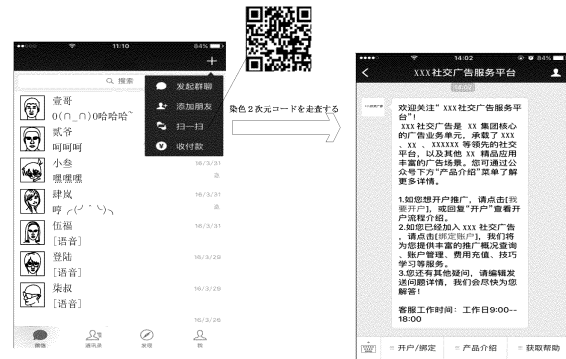 11:10
84%
搜索
壹哥
0(∩_∩)0哈哈哈~
贰爷
呵呵呵
小叁
嘿嘿嘿
肆岚
哼╭(╯^╰)╮
伍福
[语音]
登陆
[语音]
柒叔
[语音]
发起群聊
添加朋友
扫一扫
收付款
16/3/31
16/3/31
16/3/29
16/3/28
16/3/26
微信
通讯录
发现
我
染色2次元コードを走査する
14:02
84%
XXX社交广告服务平台
14:02
欢迎关注“XXX社交广告服务平
台”!
XXX社交广告是 XX 集团核心
的广告业务单元，承载了 XXX
、XX 、XXXXXX 等领先的社交
平台，以及其他 XX 精品应用
丰富的广告场景。您可通过公
众号下方“产品介绍”菜单了解
更多详情。
1.如您想开户推广，请点击[我
要开户]，或回复“开户”查看开
户流程介绍。
2.如您已经加入 XXX 社交广告
，请点击[绑定账户]，我们将
为您提供丰富的推广概况查询
、账户管理、费用充值、技巧
学习等服务。
3.您还有其他疑问，请编辑发
送问题详情，我们会尽快为您
解答!
客服工作时间：工作日9:00--
18:00
开户/绑定
产品介绍
获取帮助